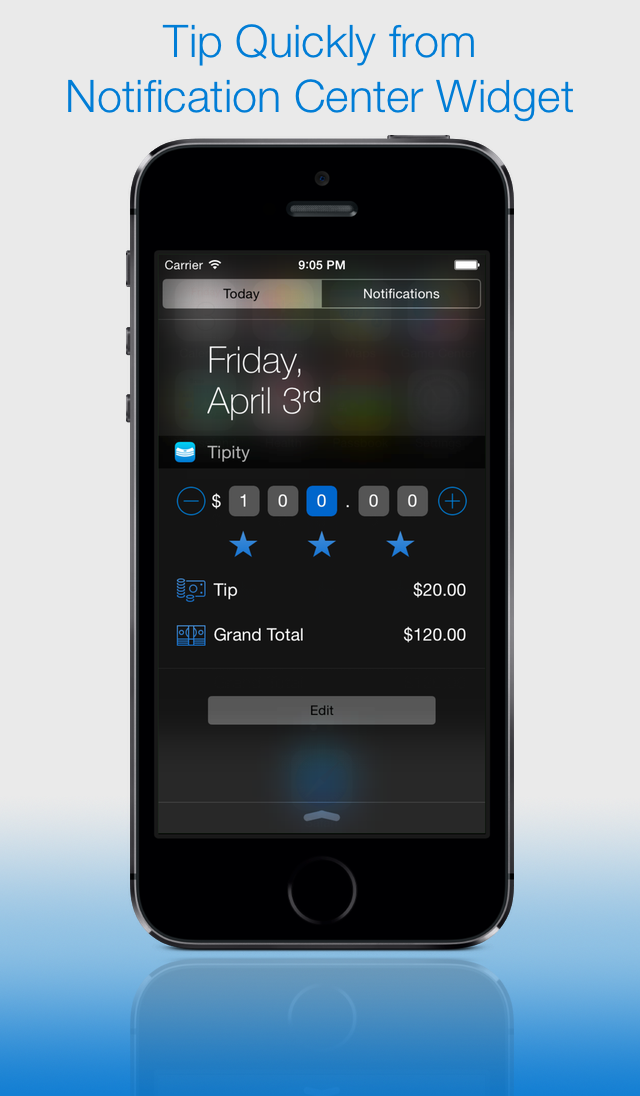 Tip Quickly from
Notification Center Widget
Carrier 9:05 PM
Today Notifications
Friday,
April 3rd
Tipity
$ 1 0 0 . 0 0
Tip $20.00
Grand Total $120.00
Edit